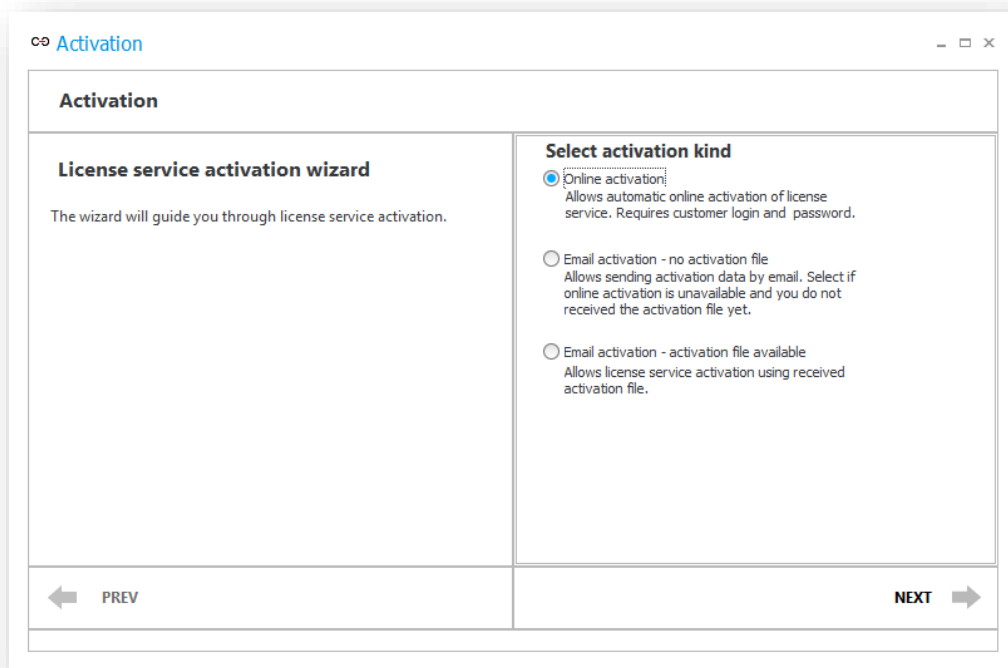 Activation
Activation
License service activation wizard
The wizard will guide you through license service activation.
Select activation kind
Online activation
Allows automatic online activation of license
service. Requires customer login and password.
Email activation - no activation file
Allows sending activation data by email. Select if
online activation is unavailable and you do not
received the activation file yet.
Email activation - activation file available
Allows license service activation using received
activation file.
PREV
NEXT